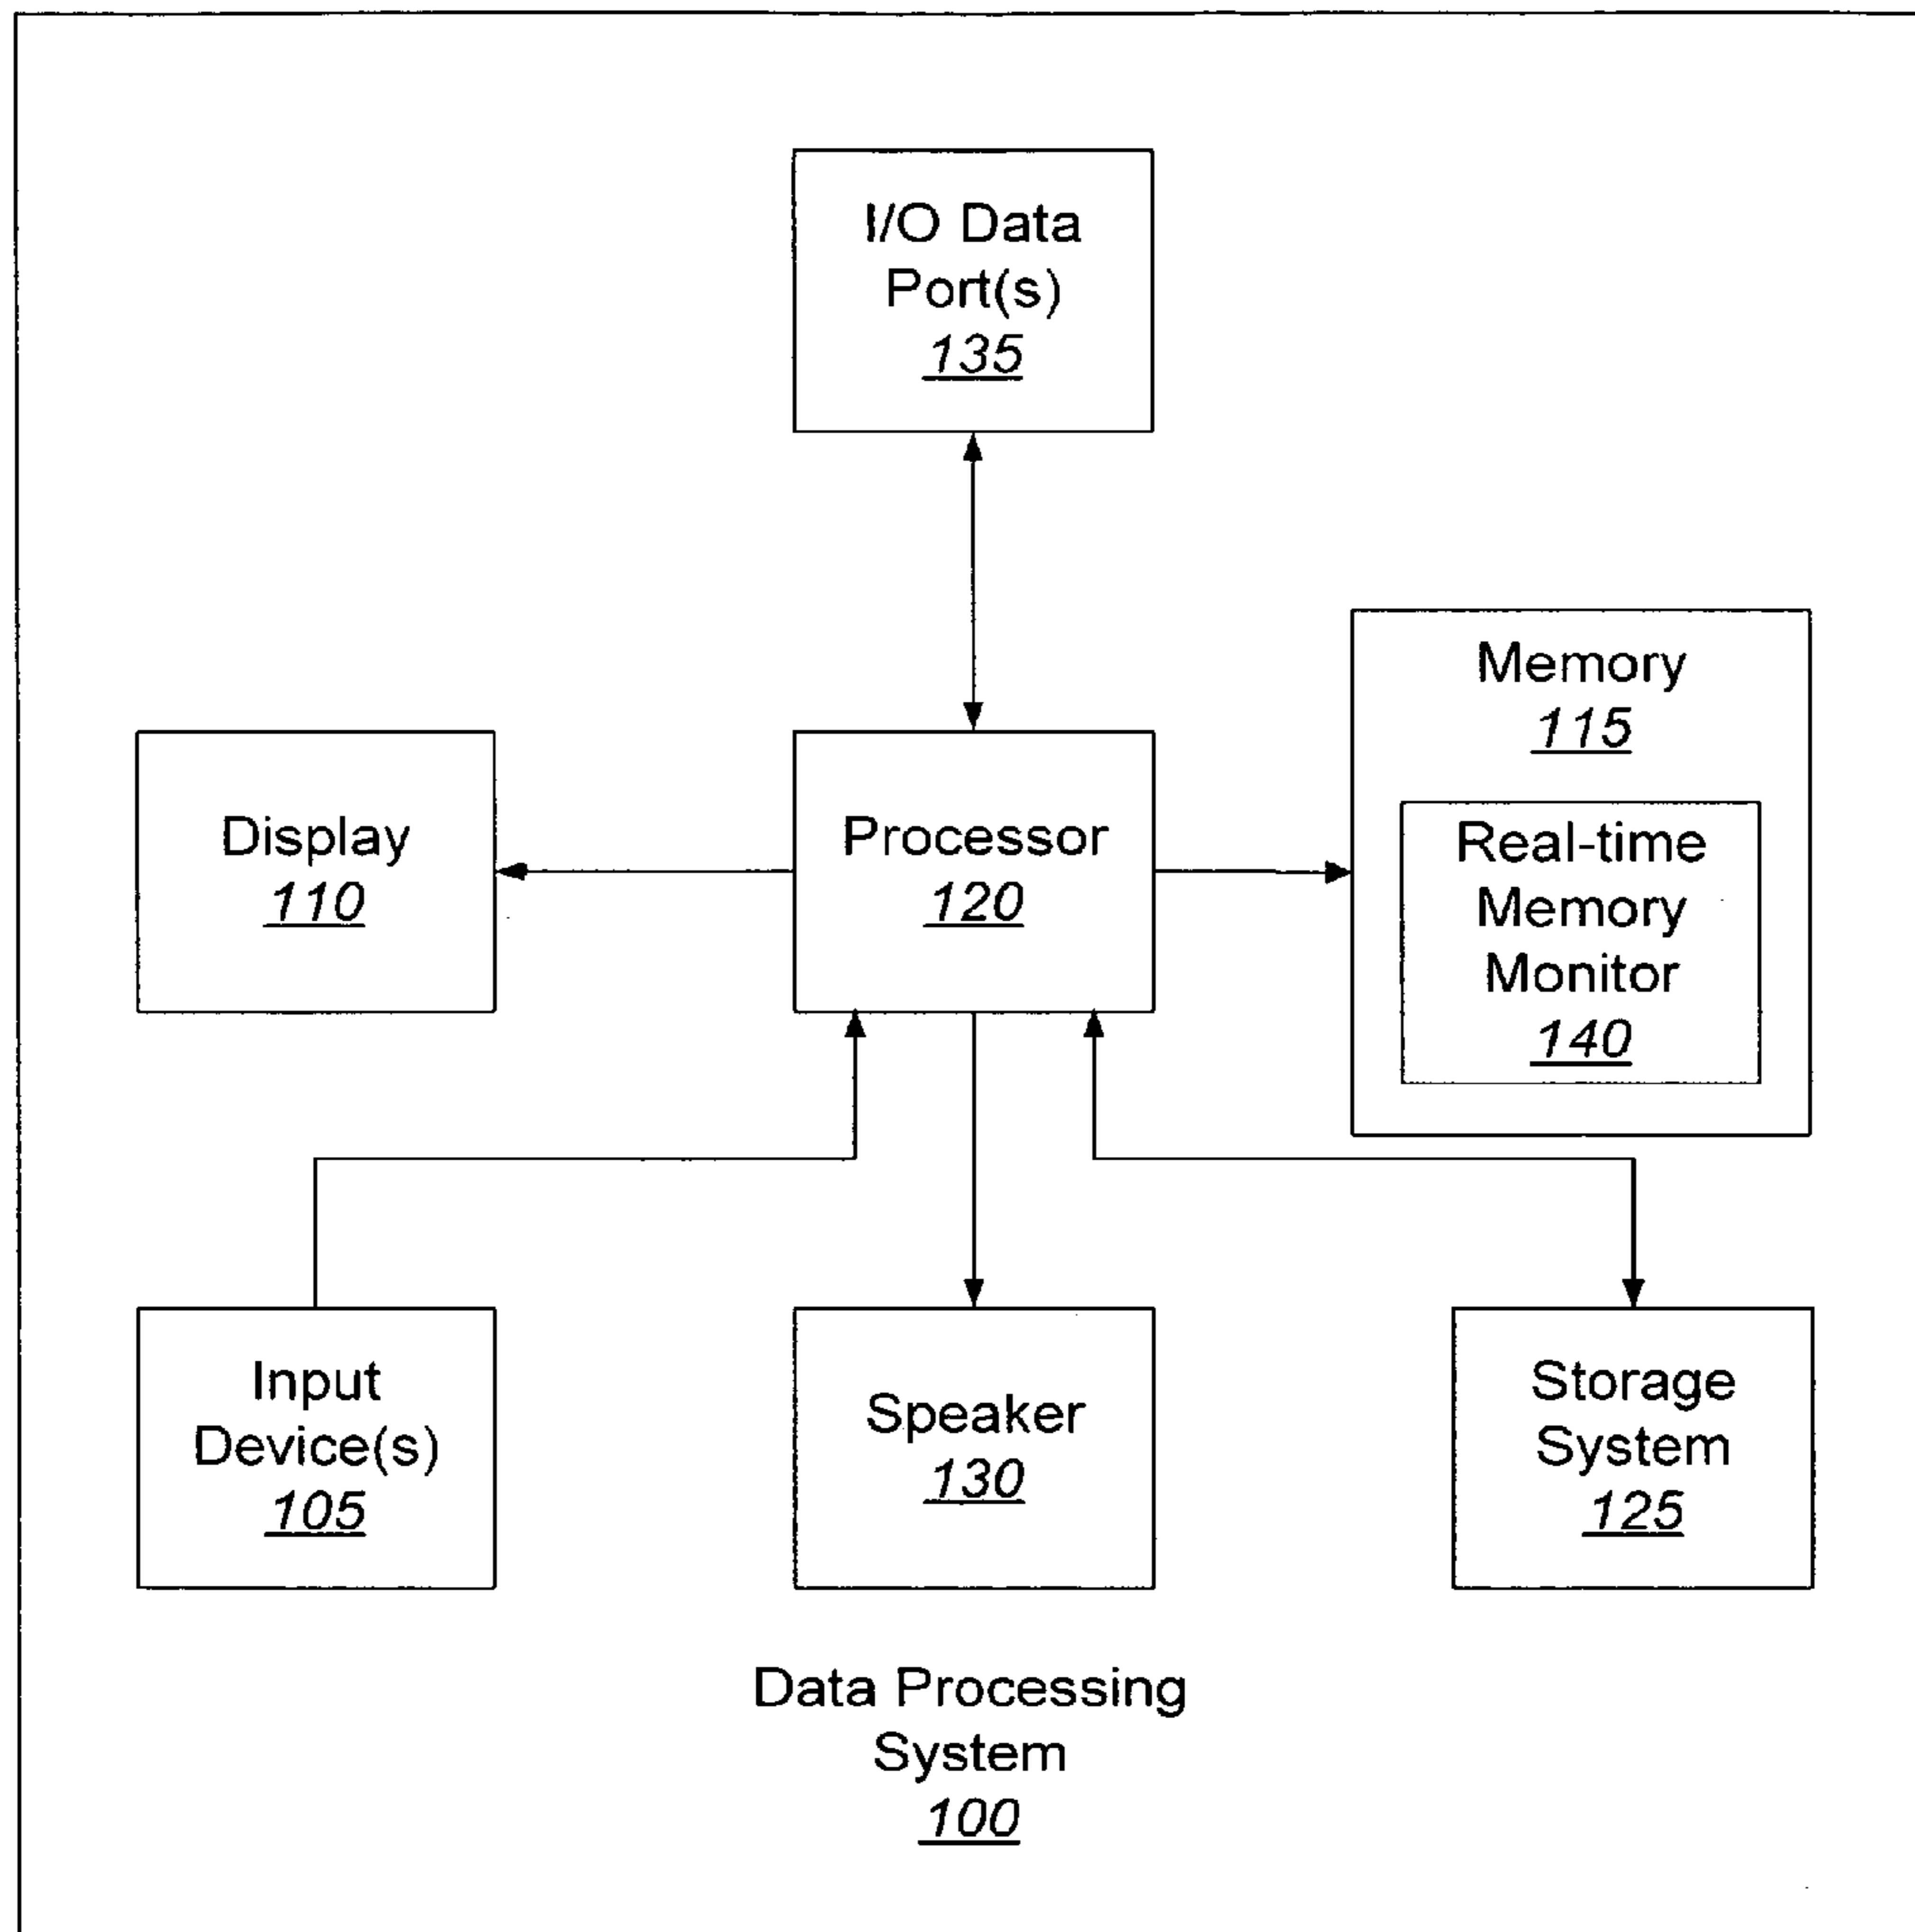 I/O Data
Port(s)
135
Memory
115
Display
110
Processor
120
Real-time
Memory
Monitor
140
Input
Device(s)
105
Speaker
130
Storage
System
125
Data Processing
System
100